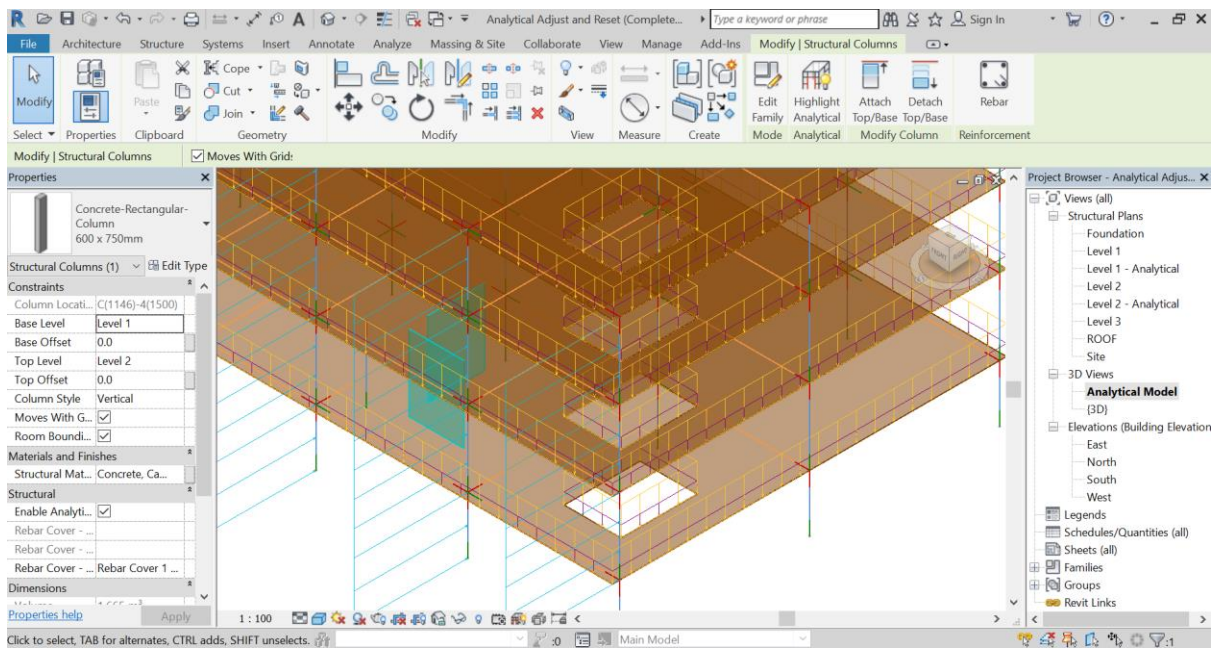 Analytical Adjust and Reset (Complete... Type a keyword or phrase Sign In
File Architecture Structure Systems Insert Annotate Analyze Massing & Site Collaborate View Manage Add-Ins Modify | Structural Columns
Modify Paste Cope Cut Join Edit Family Highlight Analytical Attach Top/Base Detach Top/Base Rebar
Select Properties Clipboard Geometry Modify View Measure Create Mode Analytical Modify Column Reinforcement
Modify | Structural Columns Moves With Grids
Properties
Concrete-Rectangular-
Column
600 x 750mm
Structural Columns (1) Edit Type
Constraints
Column Locati... C(1146)-4(1500)
Base Level Level 1
Base Offset 0.0
Top Level Level 2
Top Offset 0.0
Column Style Vertical
Moves With G...
Room Boundi...
Materials and Finishes
Structural Mat... Concrete, Ca...
Structural
Enable Analyti...
Rebar Cover - ...
Rebar Cover - ...
Rebar Cover - ... Rebar Cover 1 ...
Dimensions
Properties help Apply
FRONT
1 : 100
Project Browser - Analytical Adjus...
Views (all)
Structural Plans
Foundation
Level 1
Level 1 - Analytical
Level 2
Level 2 - Analytical
Level 3
ROOF
Site
3D Views
Analytical Model
{3D}
Elevations (Building Elevation
East
North
South
West
Legends
Schedules/Quantities (all)
Sheets (all)
Families
Groups
Revit Links
Click to select, TAB for alternates, CTRL adds, SHIFT unselects. :0 Main Model :1